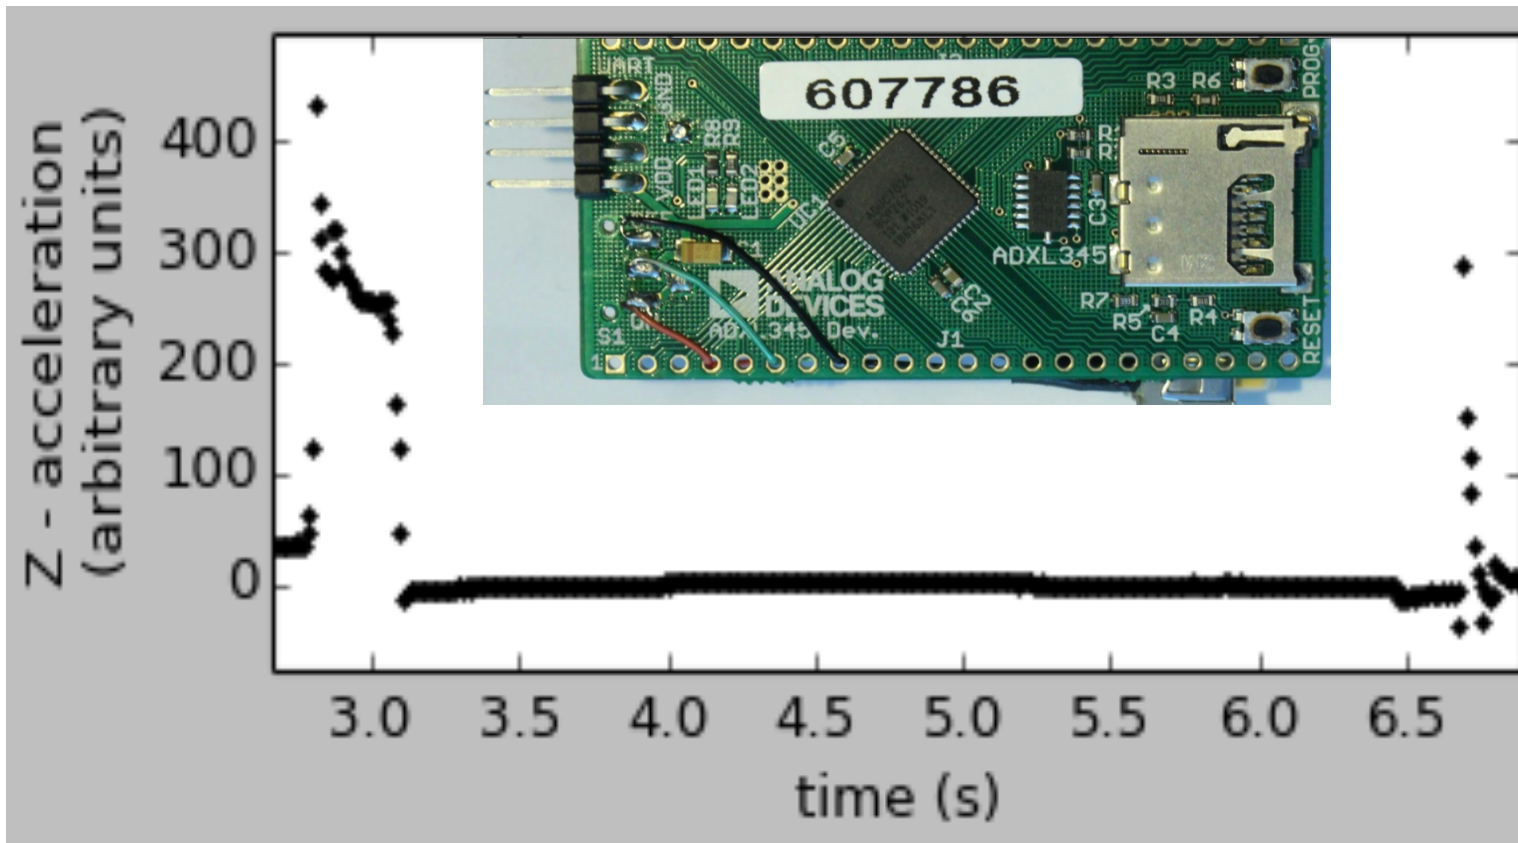 Z - acceleration
(arbitrary units)
400
300
200
100
0
3.0 3.5 4.0 4.5 5.0 5.5 6.0 6.5
time (s)
UART
GND
VDD
607786
R3 R6
PROG
R8
R9
LED1
LED2
C5
UC1
ADXL345
C3
ANALOG
DEVICES
ADXL345 Dev.
S1
1
J1
R7
R5
C4
R4
RESET